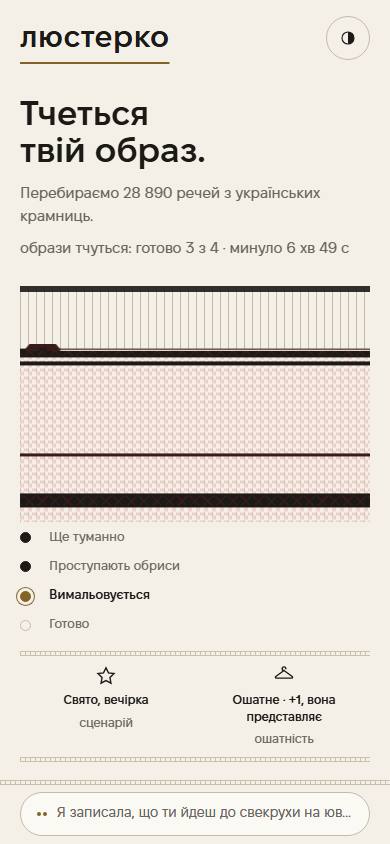 люстерко
Тчеться
твій образ.
Перебираємо 28 890 речей з українських
крамниць.
образи тчуться: готово 3 з 4 · минуло 6 хв 49 с
Ще туманно
Проступають обриси
Вимальовується
Готово
Свято, вечірка
сценарій
Ошатне · +1, вона
представляє
ошатність
Я записала, що ти йдеш до свекрухи на юв...